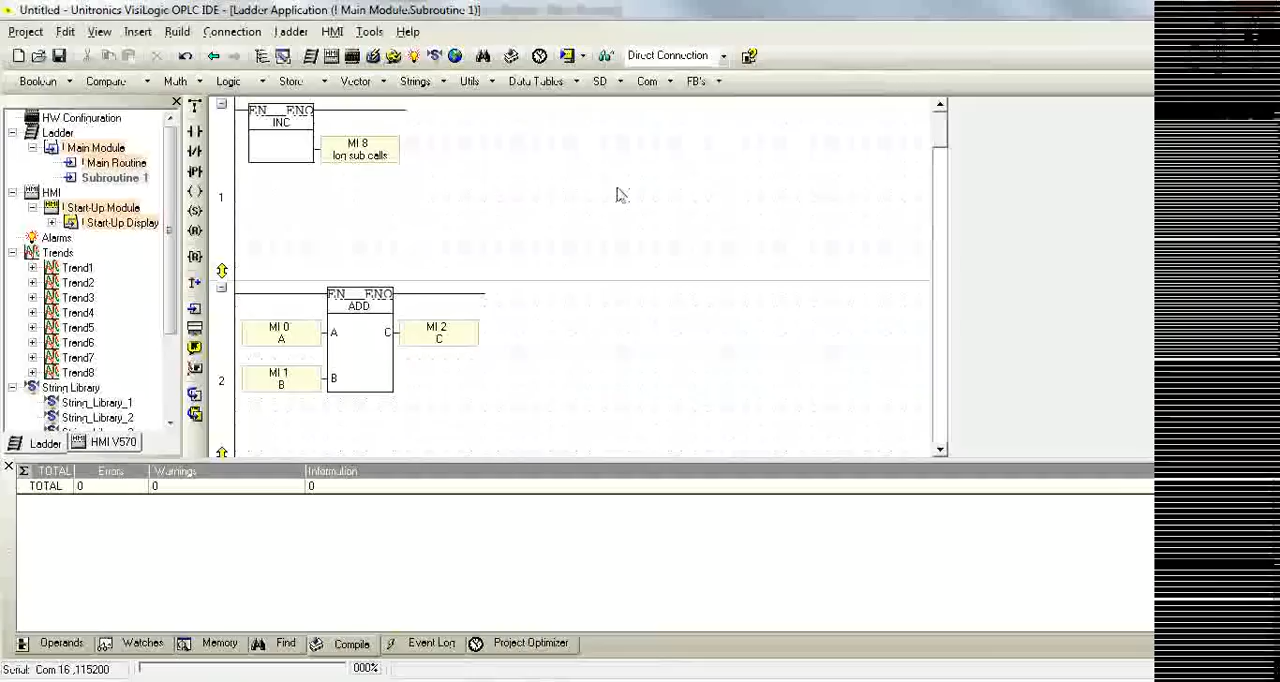 Untitled - Unitronics VisiLogic OPLC IDE - [Ladder Application (! Main Module:Subroutine 1)]
Project Edit View Insert Build Connection Ladder HMI Tools Help
Direct Connection
Boolean Compare Math Logic Store Vector Strings Utils Data Tables SD Com FB's
HW Configuration
Ladder
! Main Module
! Main Routine
Subroutine 1
HMI
! Start-Up Module
! Start-Up Display
Alarms
Trends
Trend1
Trend2
Trend3
Trend4
Trend5
Trend6
Trend7
Trend8
String Library
String_Library_1
String_Library_2
Ladder HMI V570
EN ENO
INC
MI 8
log sub calls
1
EN ENO
ADD
MI 0
A
A
C
MI 2
C
MI 1
B
B
2
TOTAL Errors Warnings Information
TOTAL 0 0 0
Operands Watches Memory Find Compile Event Log Project Optimizer
Serial: Com 16 ,115200 000%